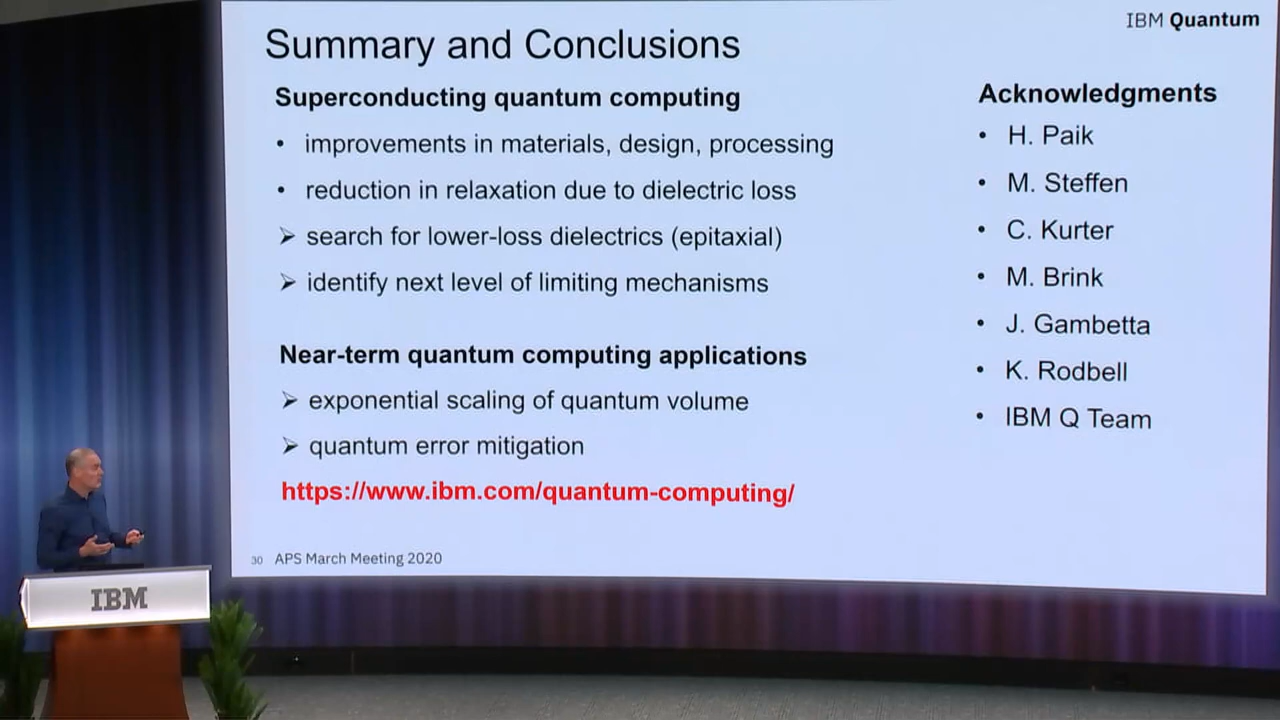 IBM Quantum
Summary and Conclusions
Superconducting quantum computing
• improvements in materials, design, processing
• reduction in relaxation due to dielectric loss
➢ search for lower-loss dielectrics (epitaxial)
➢ identify next level of limiting mechanisms
Near-term quantum computing applications
➢ exponential scaling of quantum volume
➢ quantum error mitigation
https://www.ibm.com/quantum-computing/
30 APS March Meeting 2020
Acknowledgments
• H. Paik
• M. Steffen
• C. Kurter
• M. Brink
• J. Gambetta
• K. Rodbell
• IBM Q Team
IBM